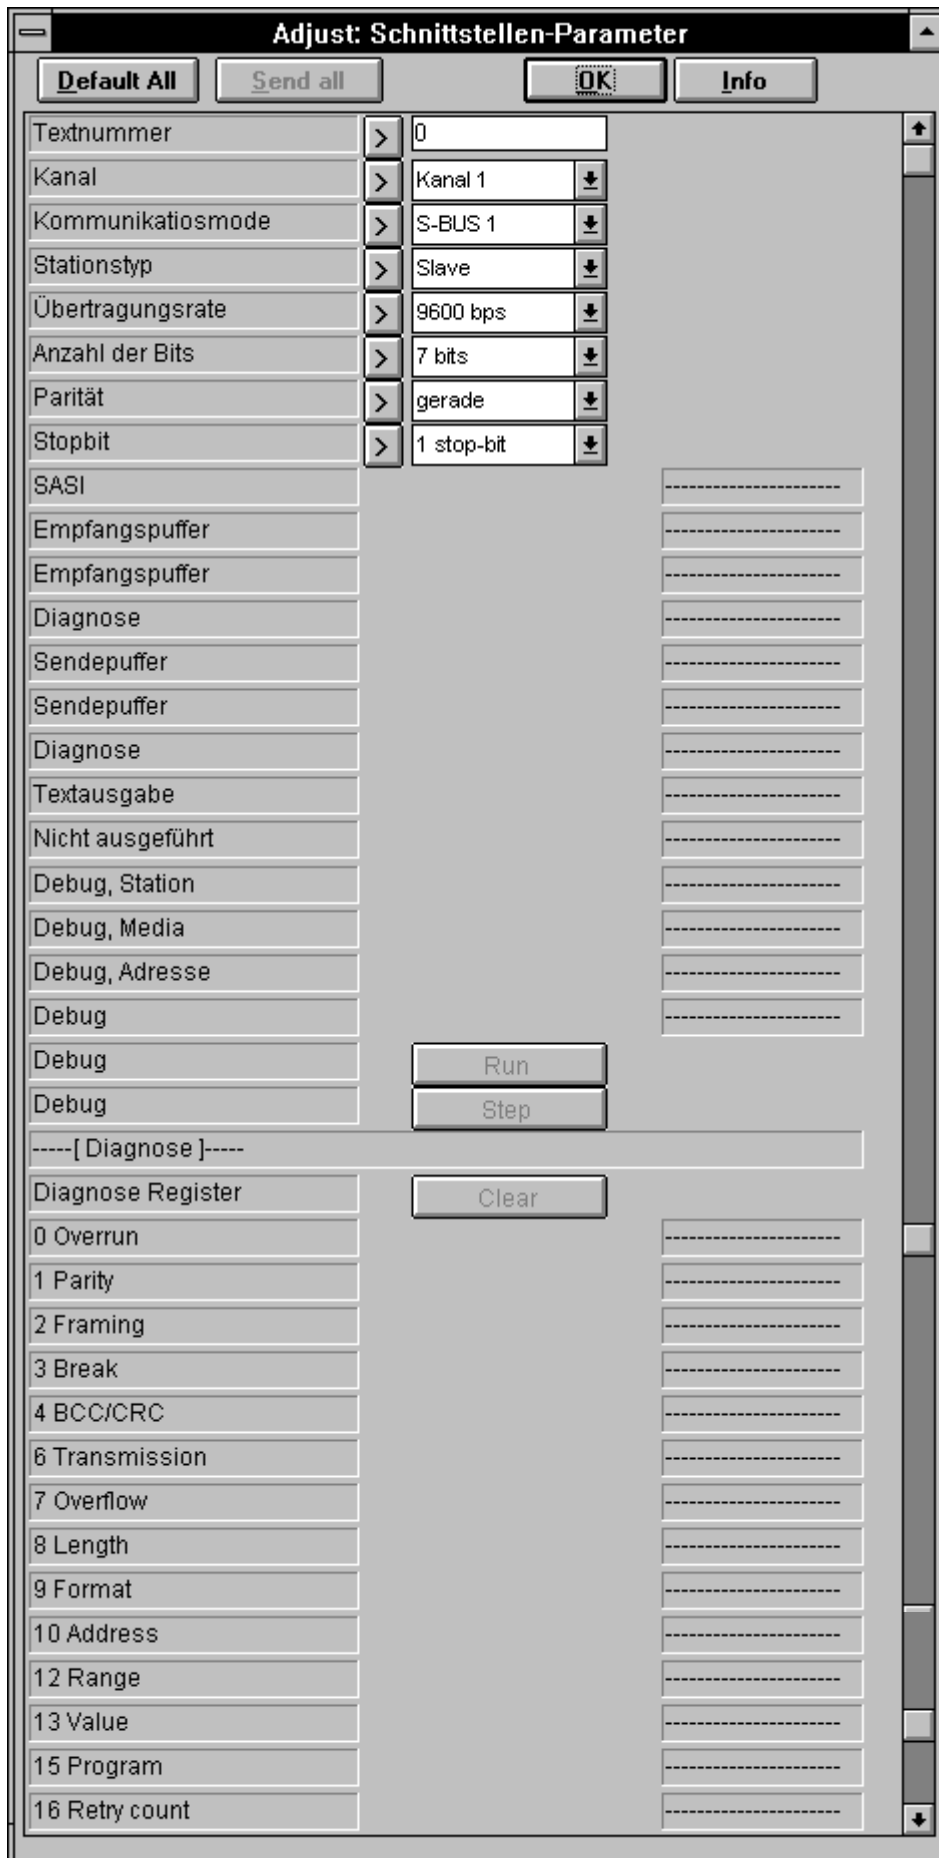 Adjust: Schnittstellen-Parameter
Default All Send all OK Info
Textnummer > 0
Kanal > Kanal 1
Kommunikatiosmode > S-BUS 1
Stationstyp > Slave
Übertragungsrate > 9600 bps
Anzahl der Bits > 7 bits
Parität > gerade
Stopbit > 1 stop-bit
SASI ----------------------
Empfangspuffer ----------------------
Empfangspuffer ----------------------
Diagnose ----------------------
Sendepuffer ----------------------
Sendepuffer ----------------------
Diagnose ----------------------
Textausgabe ----------------------
Nicht ausgeführt ----------------------
Debug, Station ----------------------
Debug, Media ----------------------
Debug, Adresse ----------------------
Debug ----------------------
Debug Run
Debug Step
-----[ Diagnose ]-----
Diagnose Register Clear
0 Overrun ----------------------
1 Parity ----------------------
2 Framing ----------------------
3 Break ----------------------
4 BCC/CRC ----------------------
6 Transmission ----------------------
7 Overflow ----------------------
8 Length ----------------------
9 Format ----------------------
10 Address ----------------------
12 Range ----------------------
13 Value ----------------------
15 Program ----------------------
16 Retry count ----------------------